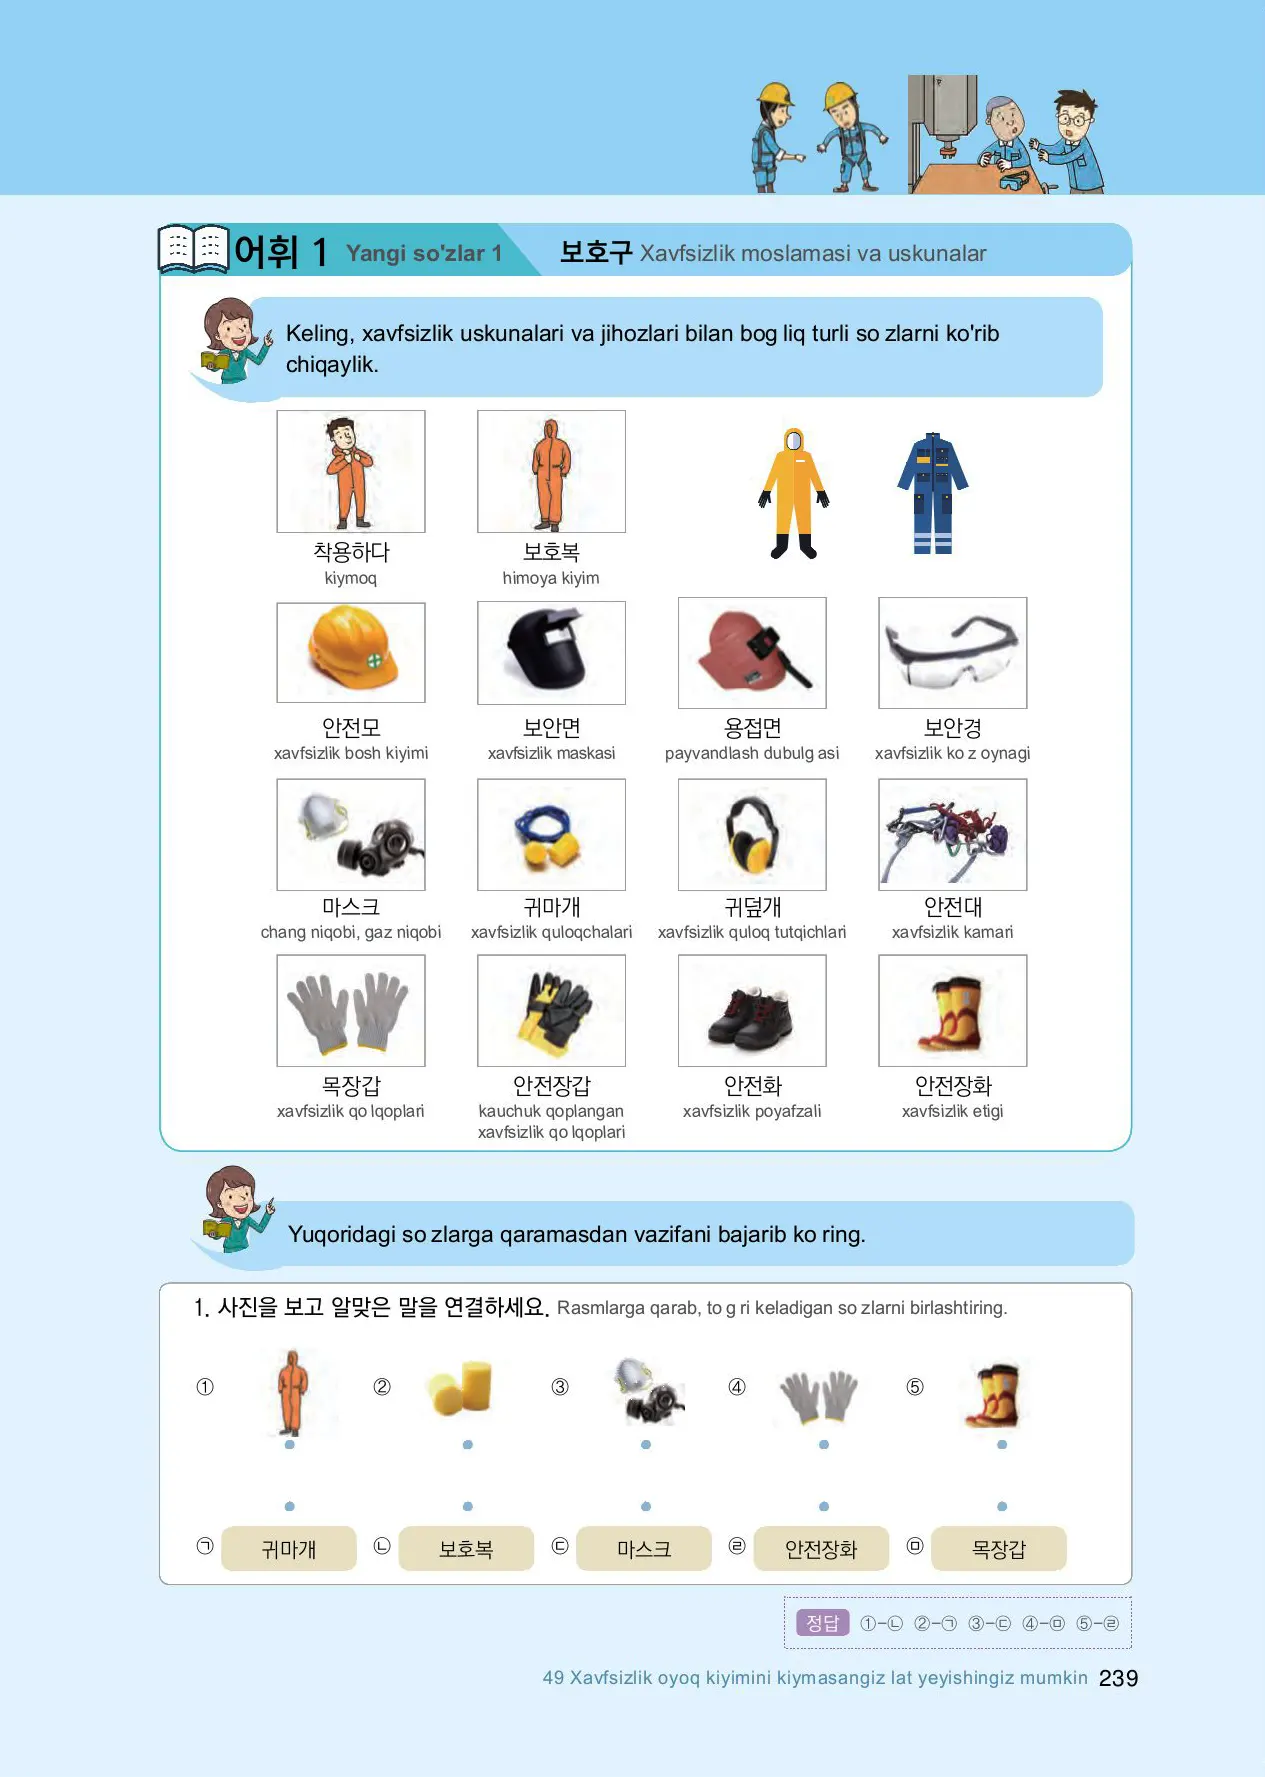 어휘 1 Yangi so'zlar 1 보호구 Xavfsizlik moslamasi va uskunalar
Keling, xavfsizlik uskunalari va jihozlari bilan bog liq turli so zlarni ko'rib
chiqaylik.
착용하다 보호복
kiymoq himoya kiyim
안전모 보안면 용접면 보안경
xavfsizlik bosh kiyimi xavfsizlik maskasi payvandlash dubulg asi xavfsizlik ko z oynagi
마스크 귀마개 귀덮개 안전대
chang niqobi, gaz niqobi xavfsizlik quloqchalari xavfsizlik quloq tutqichlari xavfsizlik kamari
목장갑 안전장갑 안전화 안전장화
xavfsizlik qo lqoplari kauchuk qoplangan xavfsizlik poyafzali xavfsizlik etigi
xavfsizlik qo lqoplari
Yuqoridagi so zlarga qaramasdan vazifani bajarib ko ring.
1. 사진을 보고 알맞은 말을 연결하세요. Rasmlarga qarab, to g ri keladigan so zlarni birlashtiring.
① ② ③ ④ ⑤
㉠ 귀마개 ㉡ 보호복 ㉢ 마스크 ㉣ 안전장화 ㉤ 목장갑
정답 ①-㉡ ②-㉠ ③-㉢ ④-㉤ ⑤-㉣
49 Xavfsizlik oyoq kiyimini kiymasangiz lat yeyishingiz mumkin 239